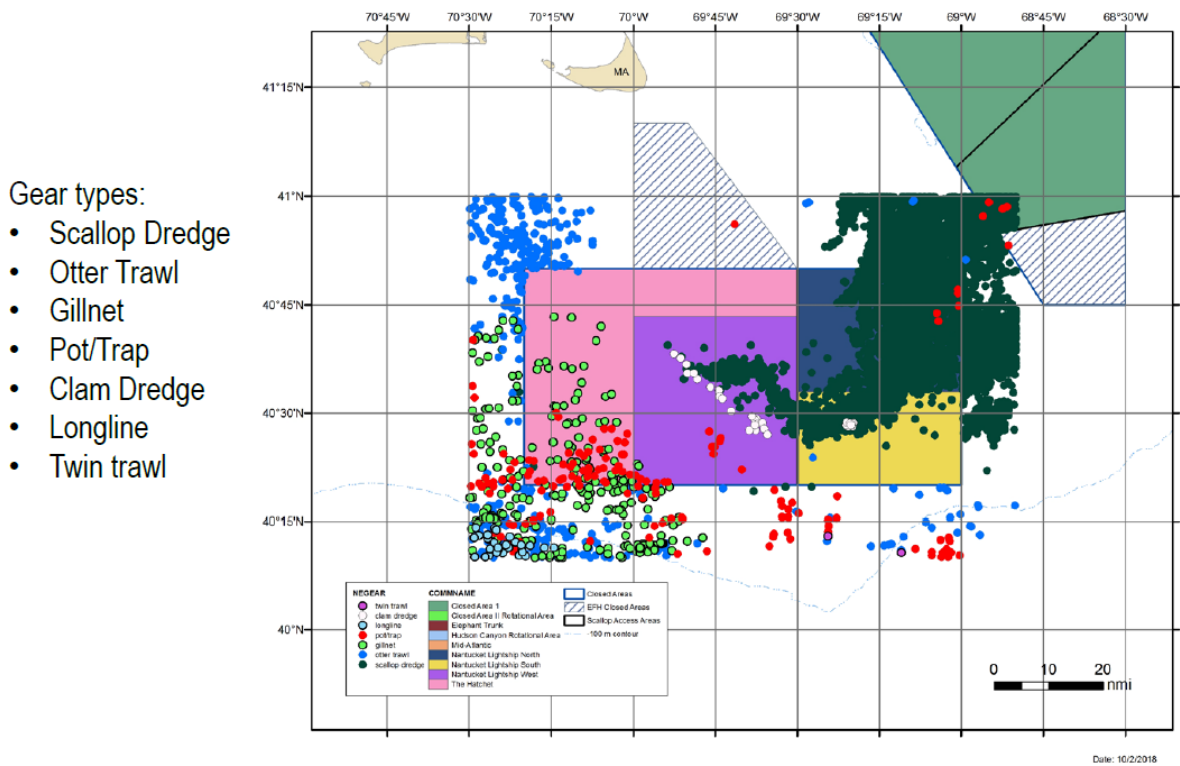 70°45'W 70°30'W 70°15'W 70°W 69°45'W 69°30'W 69°15'W 69°W 68°45'W 68°30'W
MA
41°15'N
41°N
40°45'N
40°30'N
40°15'N
40°N
Gear types:
• Scallop Dredge
• Otter Trawl
• Gillnet
• Pot/Trap
• Clam Dredge
• Longline
• Twin trawl
NEGEAR
twin trawl
clam dredge
longline
pot/trap
gillnet
otter trawl
scallop dredge
COMMNAME
Closed Area 1
Closed Area II Rotational Area
Elephant Trunk
Hudson Canyon Rotational Area
Mid-Atlantic
Nantucket Lightship North
Nantucket Lightship South
Nantucket Lightship West
The Hatchet
Closed Areas
EFH Closed Areas
Scallop Access Areas
100 m contour
0 10 20
nmi
Date: 10/2/2018